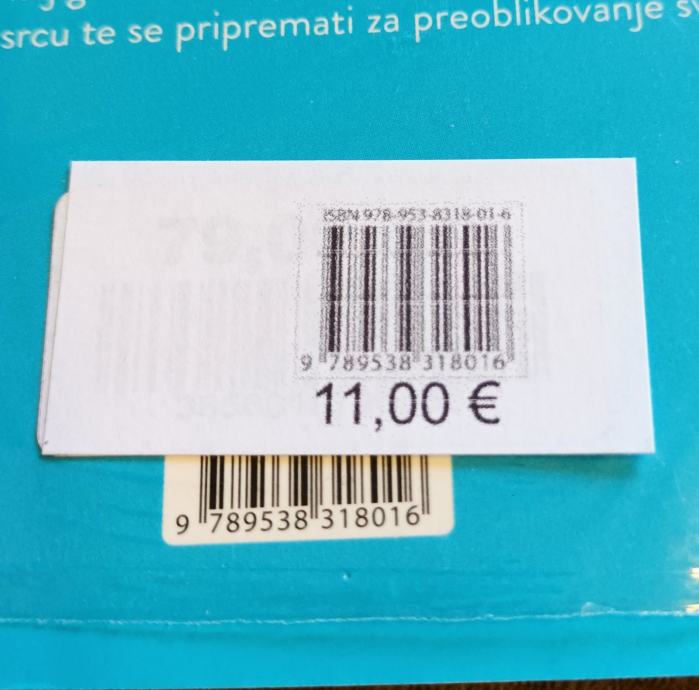 srcu te se pripremati za preoblikovanje
ISBN 978-953-8318-01-6
9 789538 318016
11,00 €
9 789538 318016